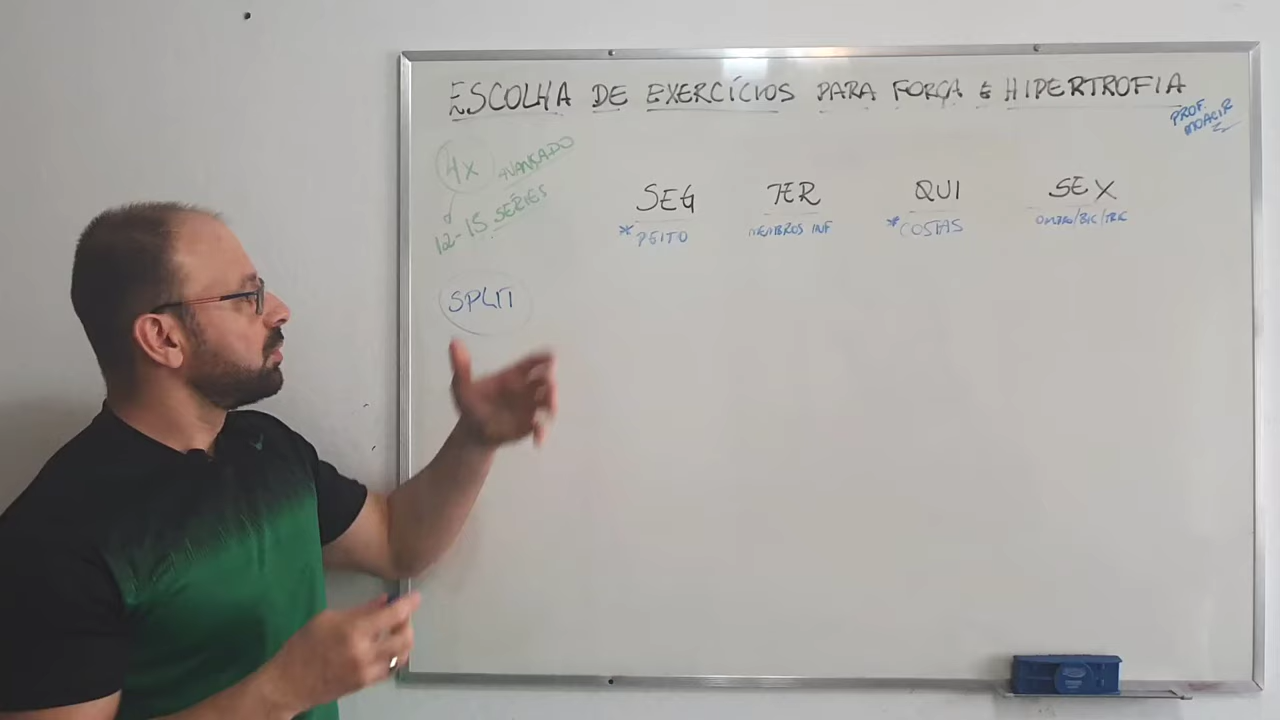 ESCOLHA DE EXERCÍCIOS PARA FORÇA E HIPERTROFIA
PROF. MOACIR
4X AVANÇADO
12-15 SÉRIES
SPLIT
SEG TER QUI SEX
*PEITO MEMBROS INF *COSTAS OMBRO/BIC/TRIC